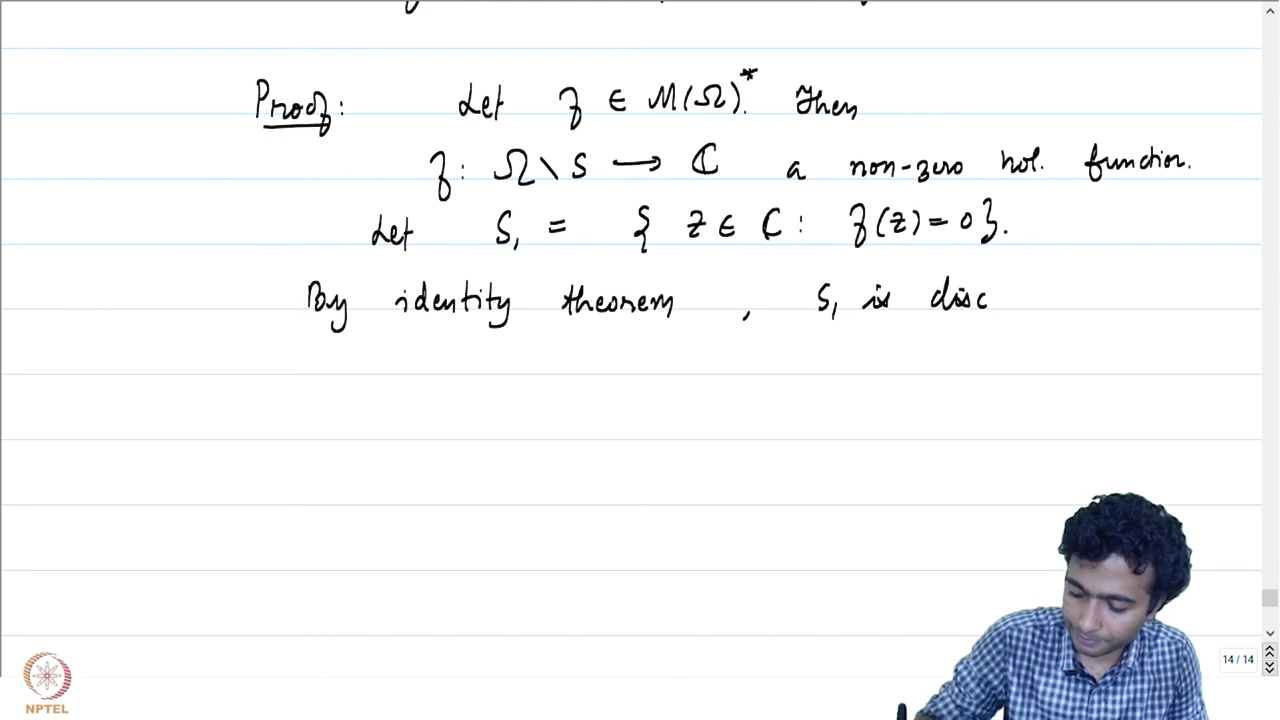 Proof: Let f ∈ M(Ω)*. Then
f: Ω \ S ⟶ ℂ a non-zero hol. function.
Let S₁ = { z ∈ ℂ : f(z) = 0 }.
By identity theorem , S₁ is disc
14 / 14
NPTEL